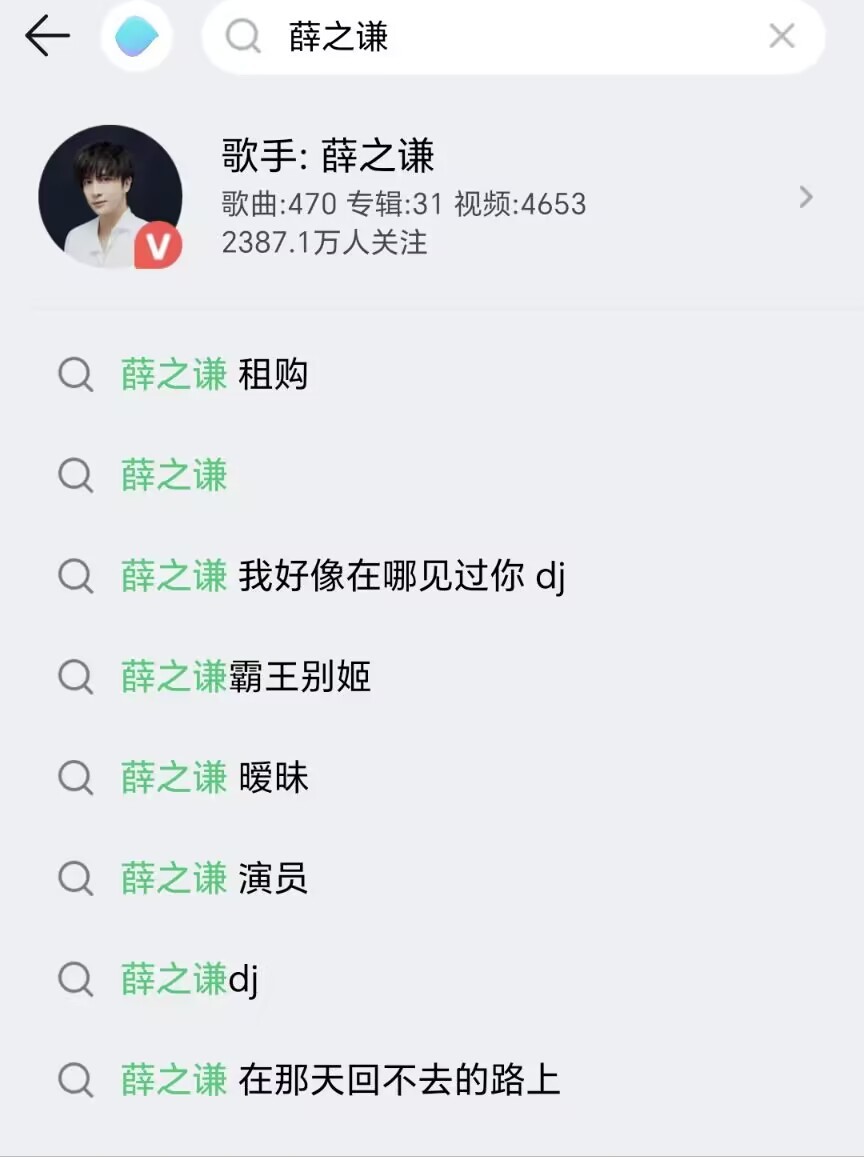 薛之谦
歌手: 薛之谦
歌曲:470 专辑:31 视频:4653
2387.1万人关注
V
薛之谦 租购
薛之谦
薛之谦 我好像在哪见过你 dj
薛之谦霸王别姬
薛之谦 暧昧
薛之谦 演员
薛之谦dj
薛之谦 在那天回不去的路上